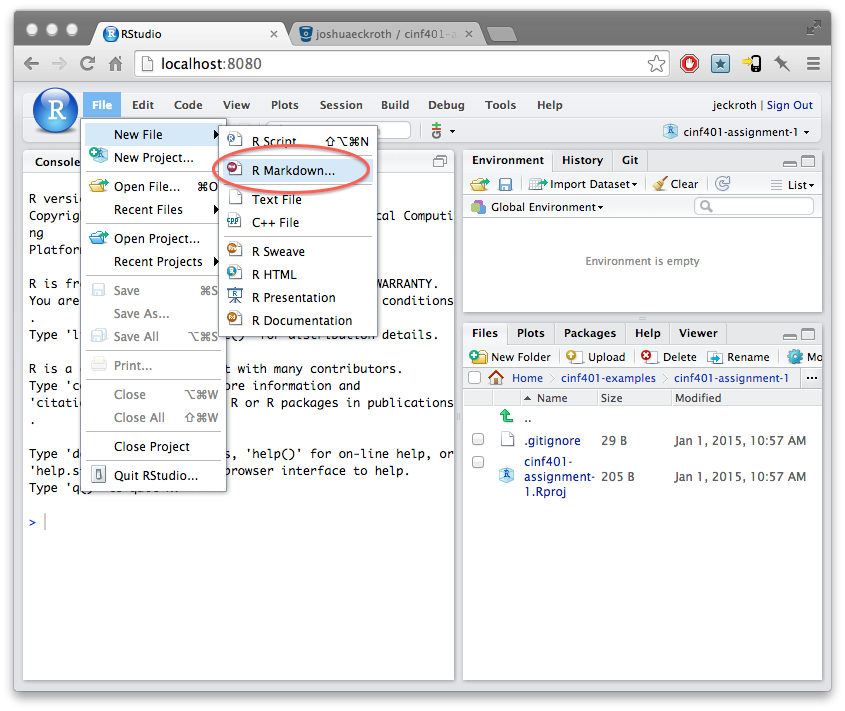 RStudio
joshuaeckroth / cinf401-a
localhost:8080
R
File Edit Code View Plots Session Build Debug Tools Help
jeckroth | Sign Out
cinf401-assignment-1
New File
New Project...
Open File... ⌘O
Recent Files
Open Project...
Recent Projects
Save ⌘S
Save As...
Save All ⌥⌘S
Print...
Close ⌥⌘W
Close All ⇧⌘W
Close Project
Quit RStudio...
R Script ⇧⌥⌘N
R Markdown...
Text File
C++ File
R Sweave
R HTML
R Presentation
R Documentation
Console
R vers
Copyrig cal Computi
ng
Platfor
R is fr WARRANTY.
You are conditions
.
Type 'l for distribution details.
R is a t with many contributors.
Type 'c ore information and
'citati R or R packages in publications
.
Type 'd s, 'help()' for on-line help, or
'help.s browser interface to help.
Type 'q
>
Environment History Git
Import Dataset Clear List
Global Environment
Environment is empty
Files Plots Packages Help Viewer
New Folder Upload Delete Rename Mo
Home cinf401-examples cinf401-assignment-1 ...
Name Size Modified
..
.gitignore 29 B Jan 1, 2015, 10:57 AM
cinf401-
assignment- 205 B Jan 1, 2015, 10:57 AM
1.Rproj